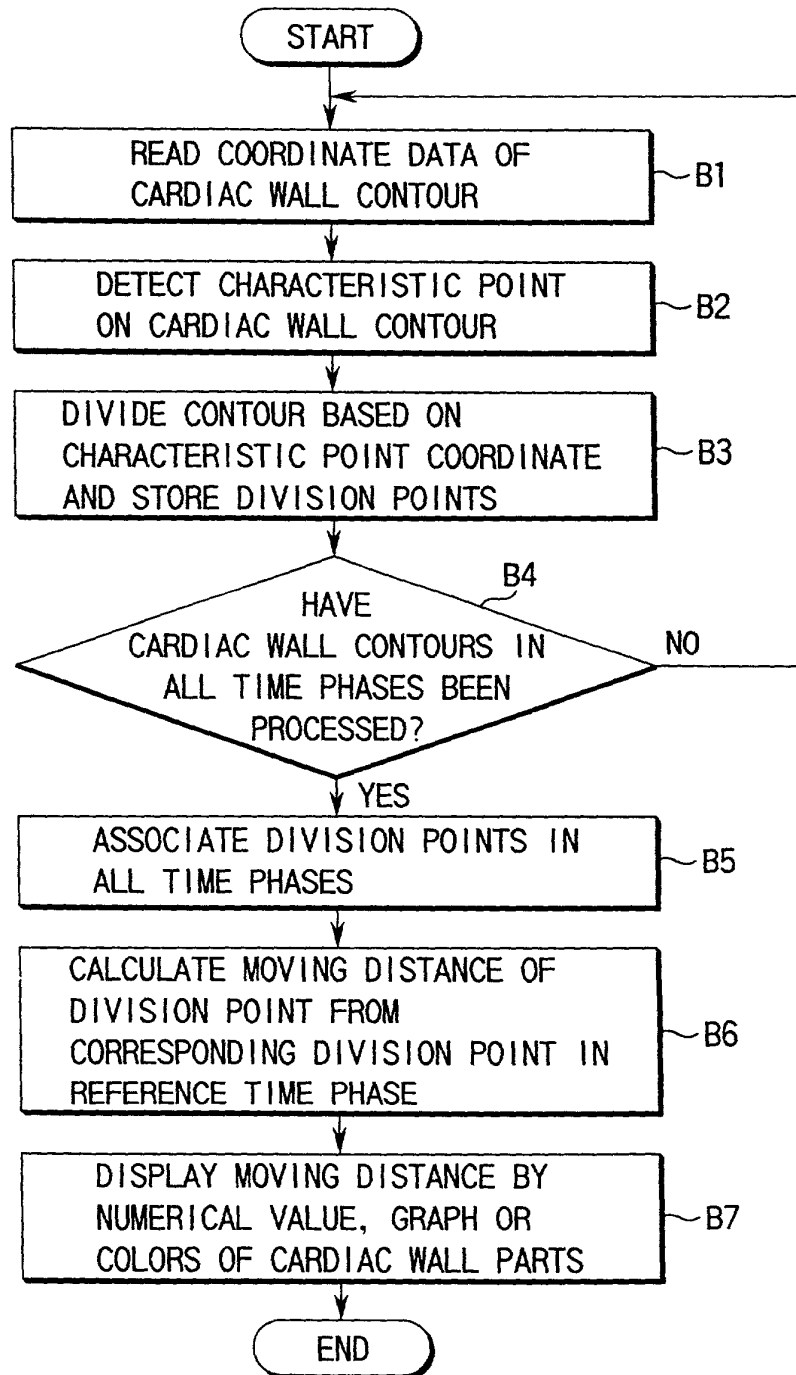 START
READ COORDINATE DATA OF
CARDIAC WALL CONTOUR
B1
DETECT CHARACTERISTIC POINT
ON CARDIAC WALL CONTOUR
B2
DIVIDE CONTOUR BASED ON
CHARACTERISTIC POINT COORDINATE
AND STORE DIVISION POINTS
B3
B4
HAVE
CARDIAC WALL CONTOURS IN
ALL TIME PHASES BEEN
PROCESSED?
NO
YES
ASSOCIATE DIVISION POINTS IN
ALL TIME PHASES
B5
CALCULATE MOVING DISTANCE OF
DIVISION POINT FROM
CORRESPONDING DIVISION POINT IN
REFERENCE TIME PHASE
B6
DISPLAY MOVING DISTANCE BY
NUMERICAL VALUE, GRAPH OR
COLORS OF CARDIAC WALL PARTS
B7
END